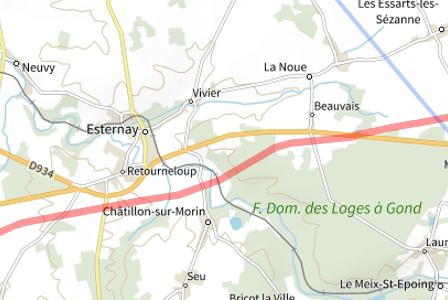 Les Essarts-les-
Sézanne
Neuvy
La Noue
Vivier
Beauvais
Esternay
D934
Retourneloup
Châtillon-sur-Morin
F. Dom. des Loges à Gond
Seu
Le Meix-St-Epoing
Bricot la Ville